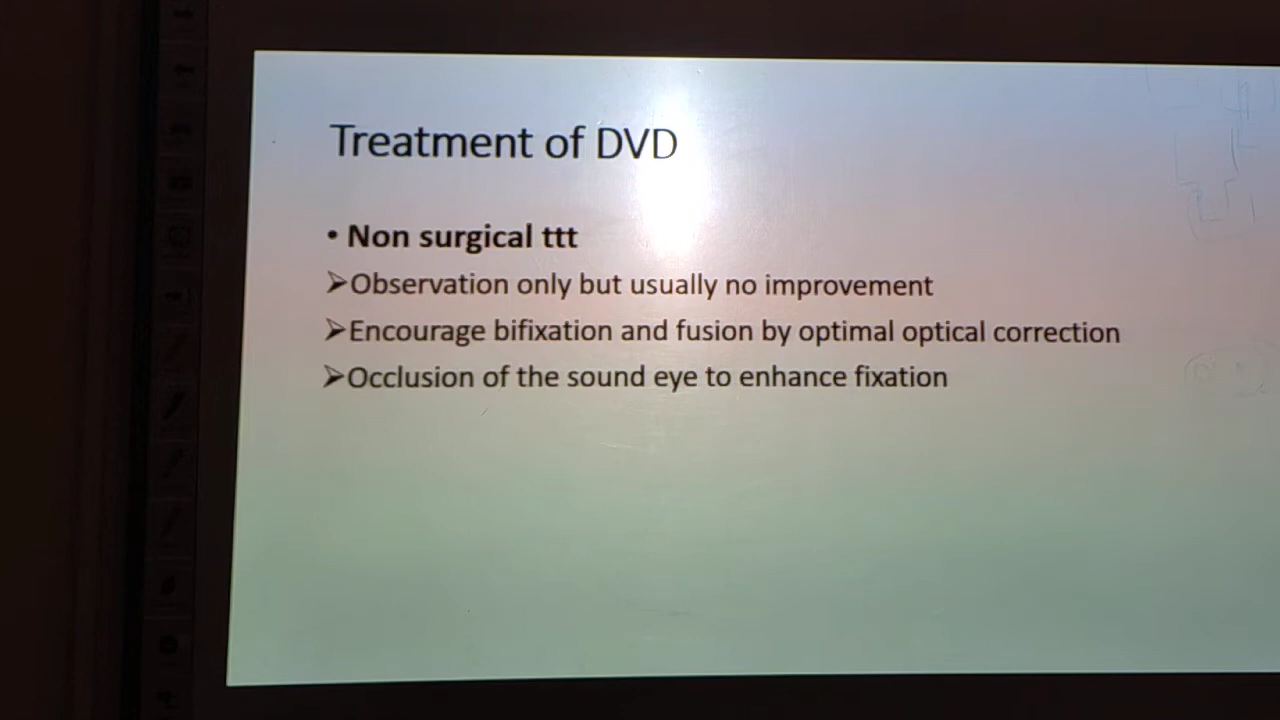 Treatment of DVD
• Non surgical ttt
➢Observation only but usually no improvement
➢Encourage bifixation and fusion by optimal optical correction
➢Occlusion of the sound eye to enhance fixation